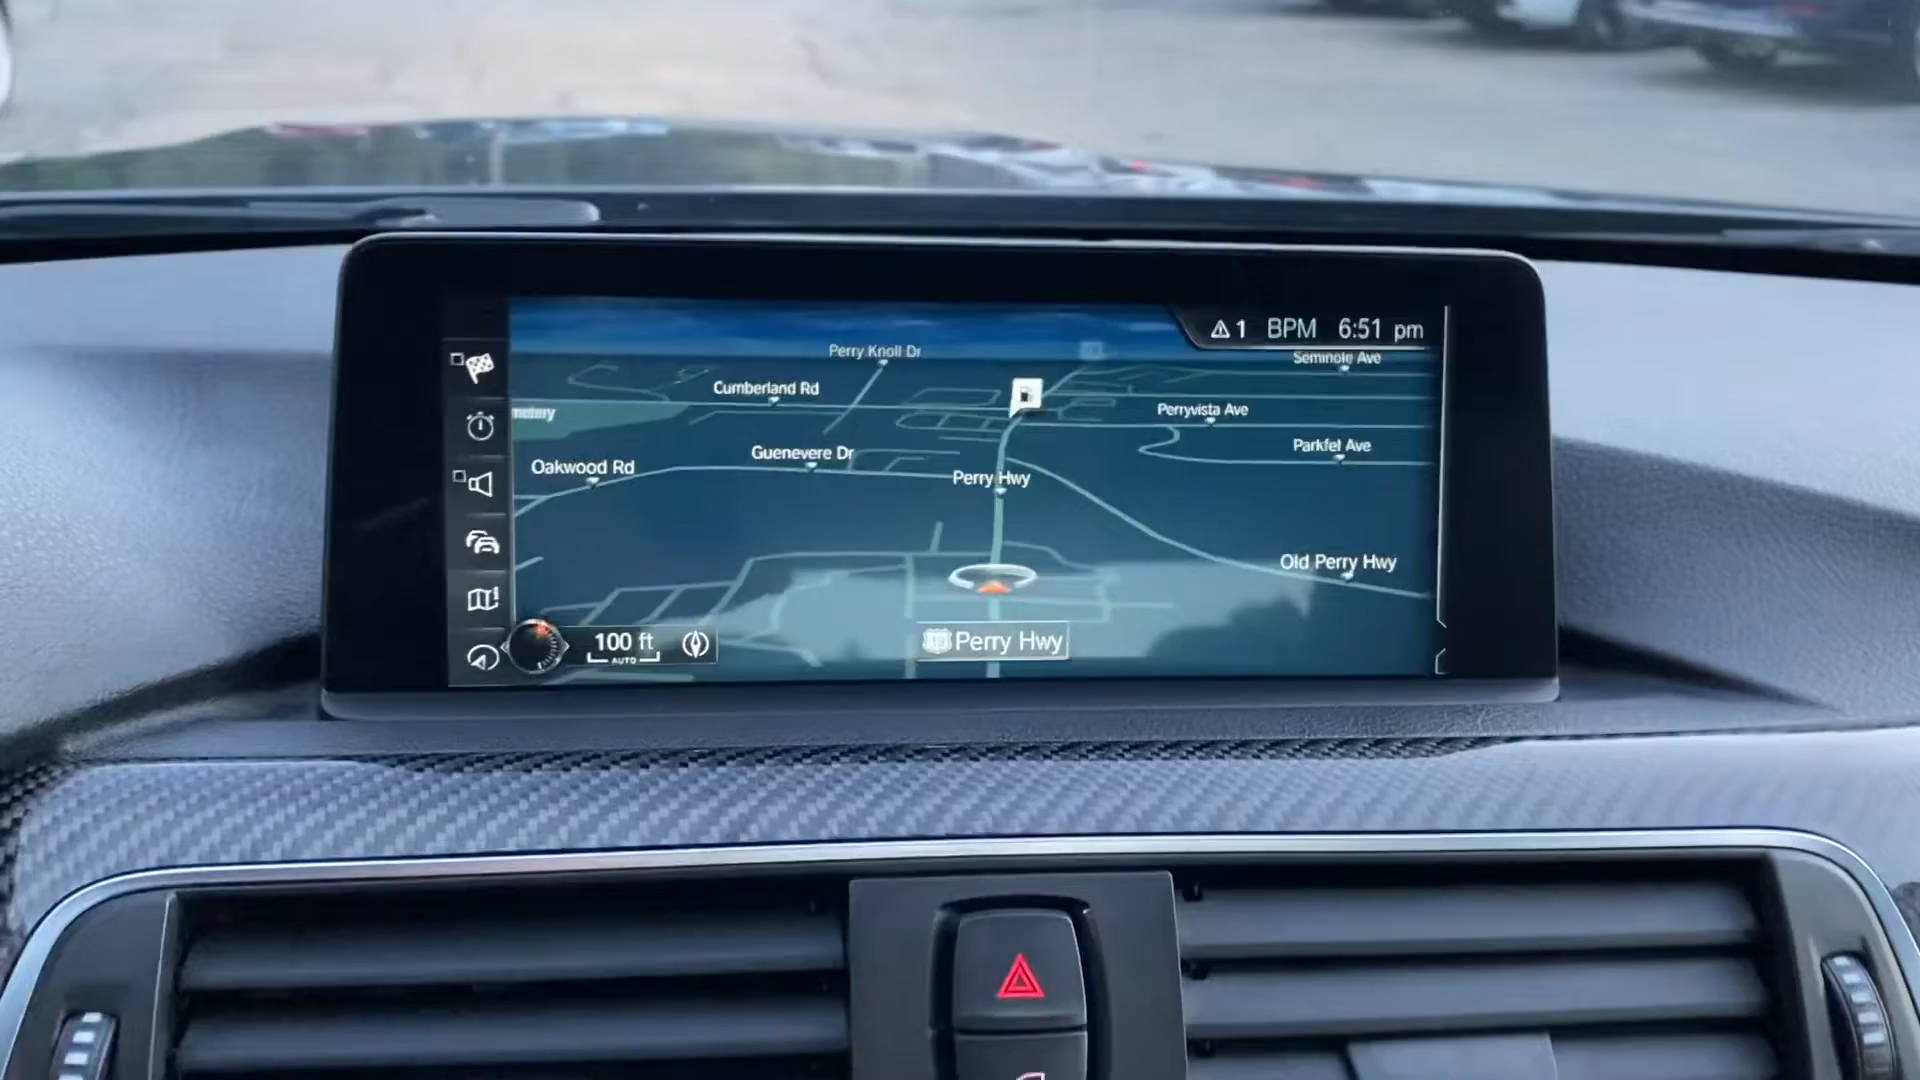 1 BPM 6:51 pm
Perry Knoll Dr
Seminole Ave
Cumberland Rd
Perryvista Ave
metery
Parkfel Ave
Guenevere Dr
Oakwood Rd
Perry Hwy
Old Perry Hwy
100 ft
AUTO
Perry Hwy